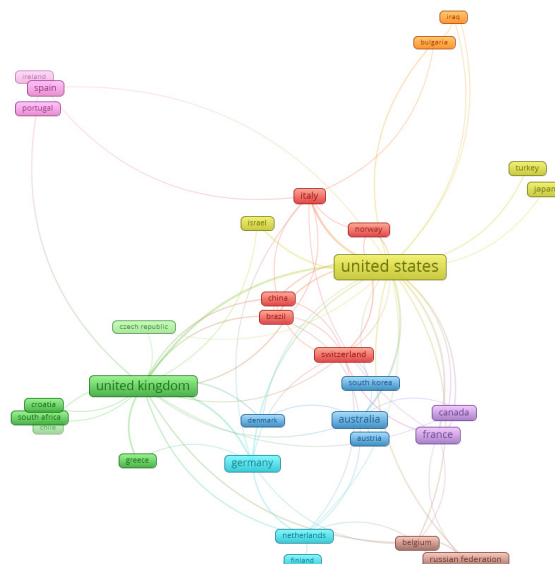 iraq
bulgaria
ireland
spain
portugal
turkey
japan
italy
israel
norway
united states
china
brazil
czech republic
switzerland
united kingdom
south korea
croatia
south africa
chile
denmark
australia
canada
austria
france
greece
germany
netherlands
belgium
finland
russian federation